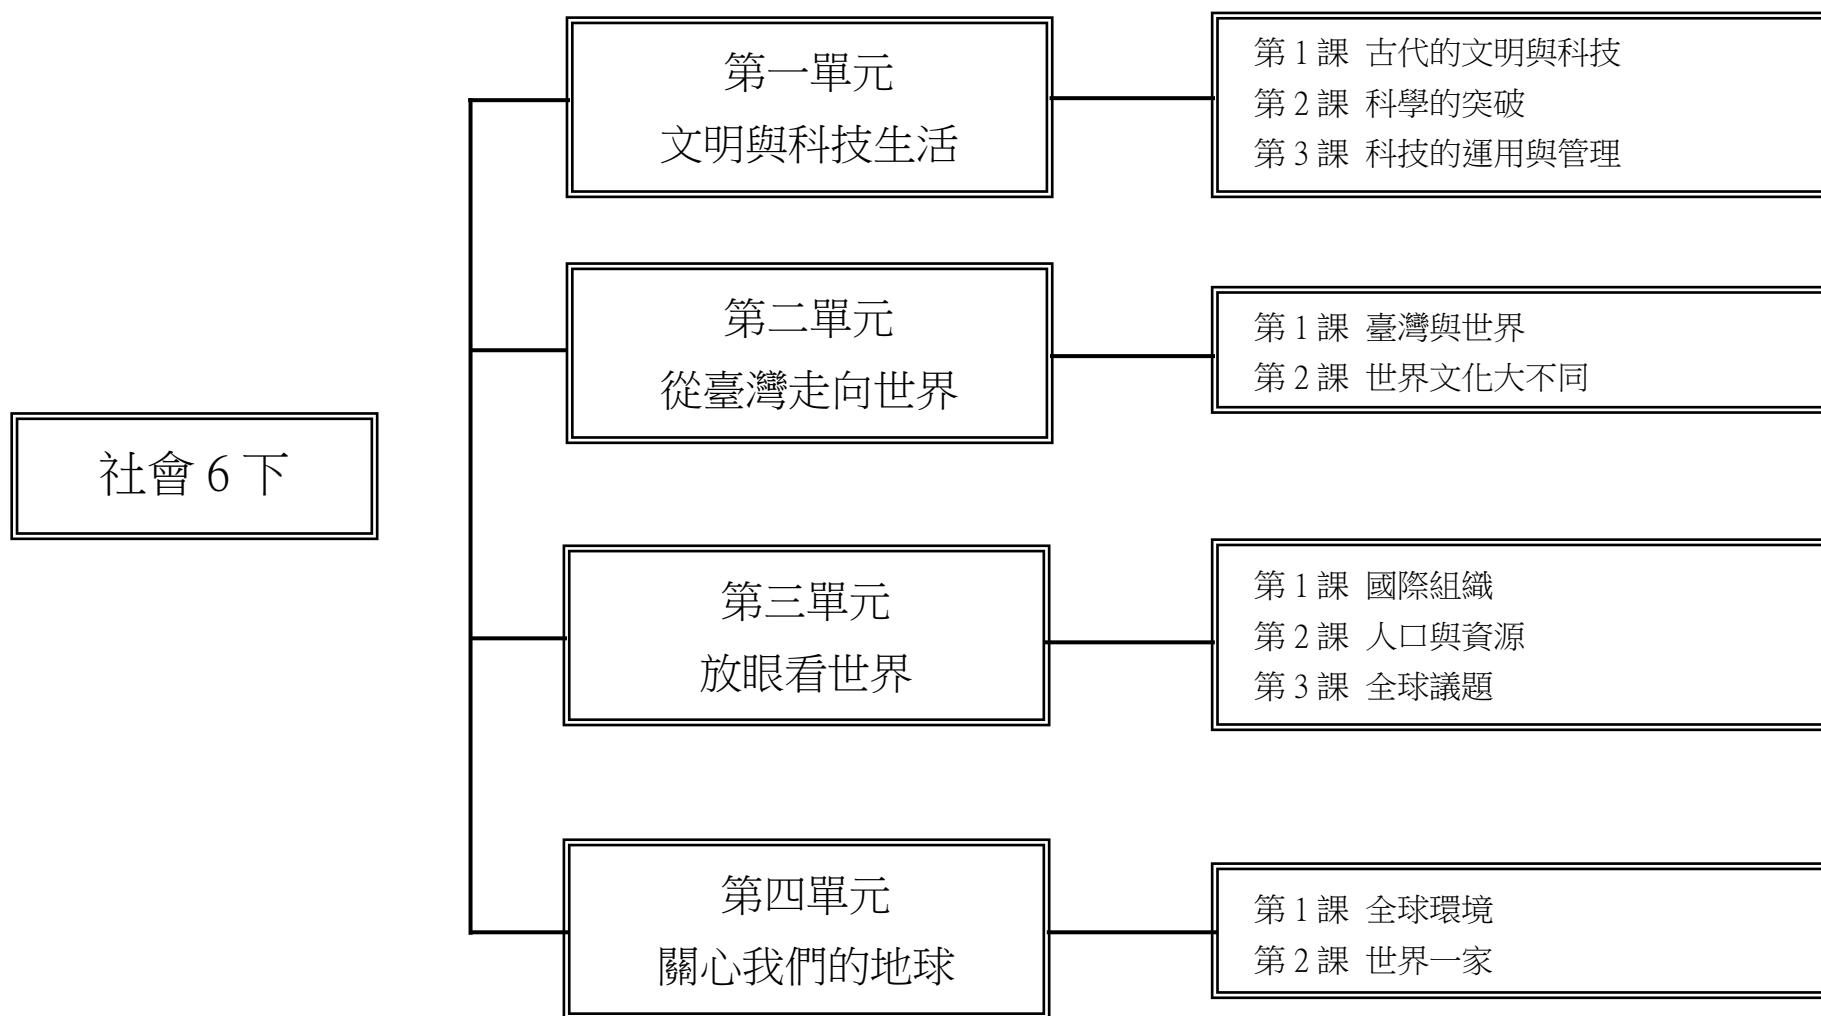 社會 6 下
第一單元
文明與科技生活
第 1 課 古代的文明與科技
第 2 課 科學的突破
第 3 課 科技的運用與管理
第二單元
從臺灣走向世界
第 1 課 臺灣與世界
第 2 課 世界文化大不同
第三單元
放眼看世界
第 1 課 國際組織
第 2 課 人口與資源
第 3 課 全球議題
第四單元
關心我們的地球
第 1 課 全球環境
第 2 課 世界一家